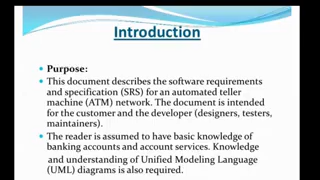 Introduction
Purpose:
This document describes the software requirements
and specification (SRS) for an automated teller
machine (ATM) network. The document is intended
for the customer and the developer (designers, testers,
maintainers).
The reader is assumed to have basic knowledge of
banking accounts and account services. Knowledge
and understanding of Unified Modeling Language
(UML) diagrams is also required.